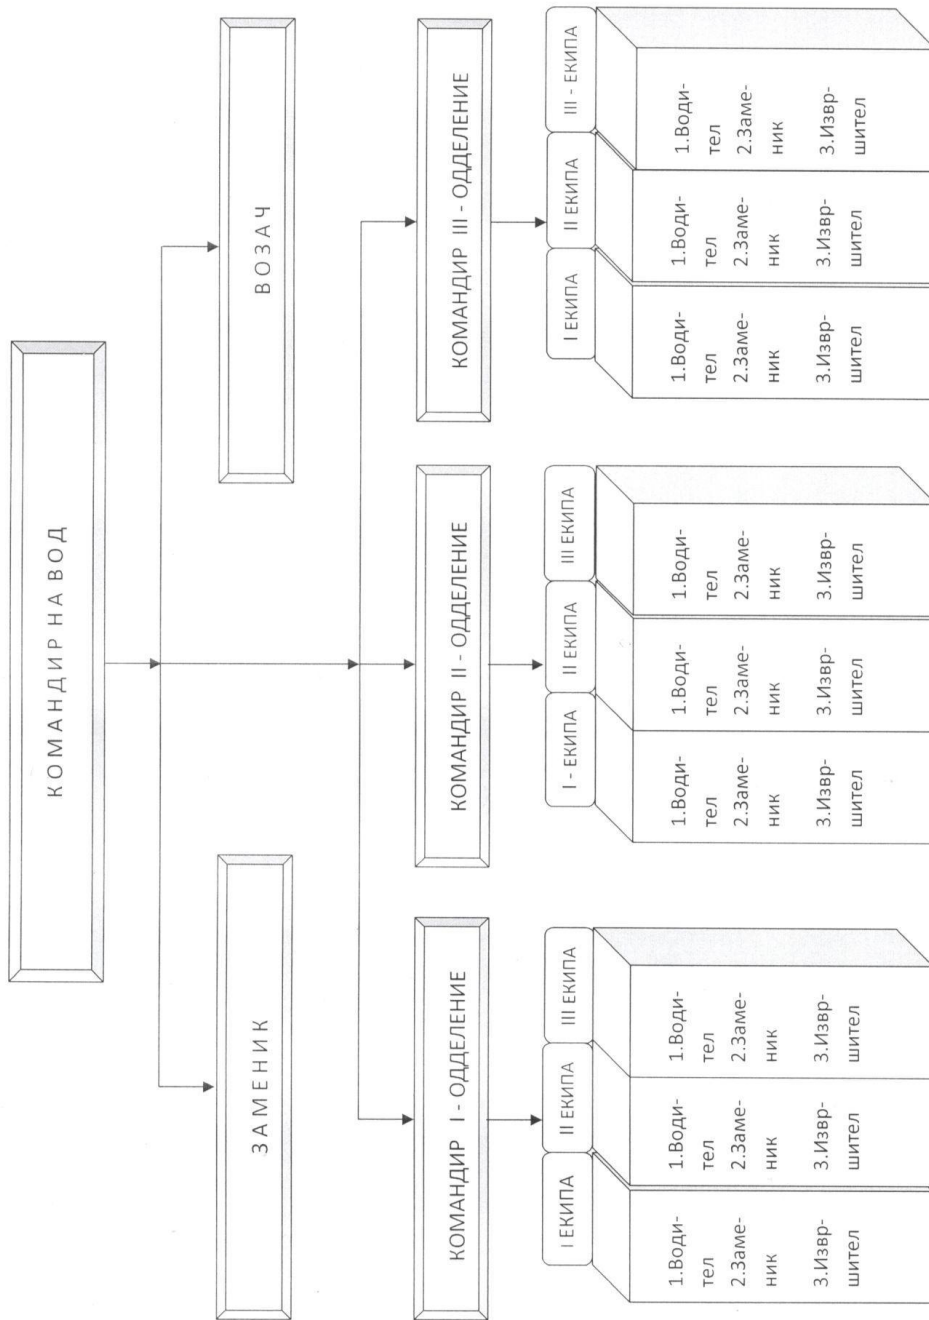 К О М А Н Д И Р Н А В О Д
З А М Е Н И К
В О З А Ч
КОМАНДИР I - ОДДЕЛЕНИЕ
КОМАНДИР II - ОДДЕЛЕНИЕ
КОМАНДИР III - ОДДЕЛЕНИЕ
I ЕКИПА
II ЕКИПА
III ЕКИПА
I - ЕКИПА
II ЕКИПА
III ЕКИПА
I ЕКИПА
II ЕКИПА
III - ЕКИПА
1.Води-
тел
2.Заме-
ник
3.Извр-
шител
1.Води-
тел
2.Заме-
ник
3.Извр-
шител
1.Води-
тел
2.Заме-
ник
3.Извр-
шител
1.Води-
тел
2.Заме-
ник
3.Извр-
шител
1.Води-
тел
2.Заме-
ник
3.Извр-
шител
1.Води-
тел
2.Заме-
ник
3.Извр-
шител
1.Води-
тел
2.Заме-
ник
3.Извр-
шител
1.Води-
тел
2.Заме-
ник
3.Извр-
шител
1.Води-
тел
2.Заме-
ник
3.Извр-
шител